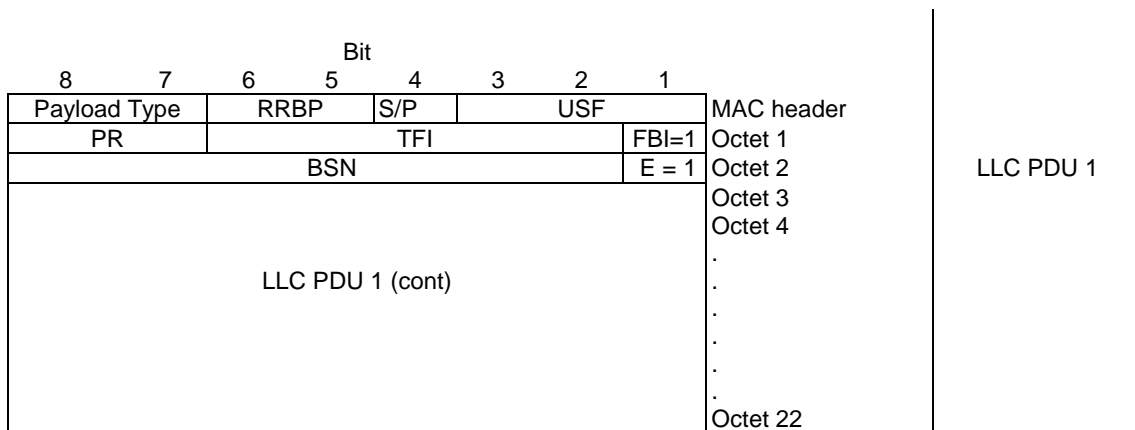 Bit
8 7 6 5 4 3 2 1
Payload Type RRBP S/P USF MAC header
PR TFI FBI=1 Octet 1
BSN E = 1 Octet 2 LLC PDU 1
Octet 3
Octet 4
.
LLC PDU 1 (cont) .
.
.
.
.
Octet 22